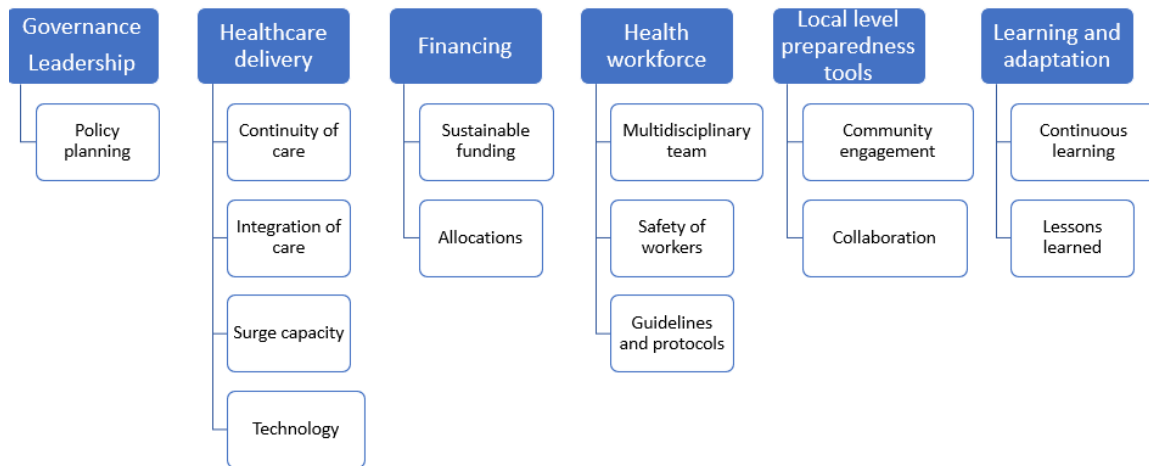 Governance
Leadership
Policy
planning
Healthcare
delivery
Continuity of
care
Integration of
care
Surge capacity
Technology
Financing
Sustainable
funding
Allocations
Health
workforce
Multidisciplinary
team
Safety of
workers
Guidelines
and protocols
Local level
preparedness
tools
Community
engagement
Collaboration
Learning and
adaptation
Continuous
learning
Lessons
learned